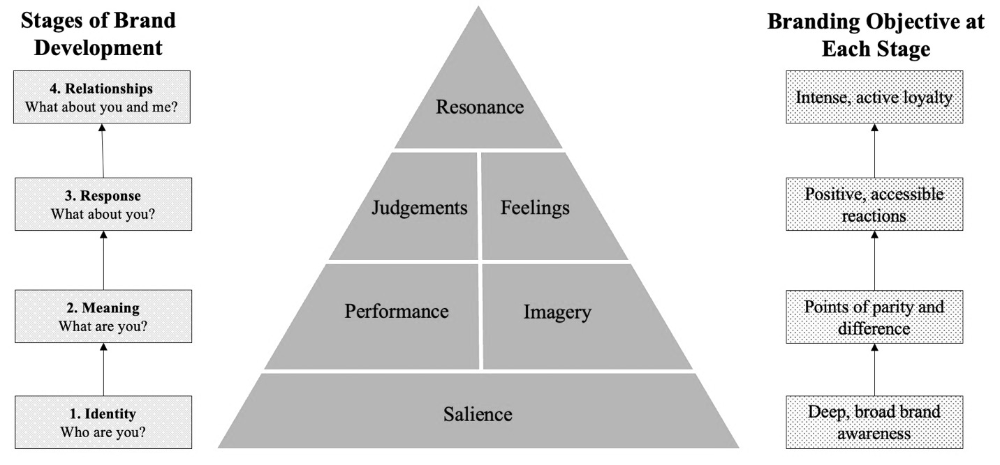 Stages of Brand
Development
4. Relationships
What about you and me?
3. Response
What about you?
2. Meaning
What are you?
1. Identity
Who are you?
Resonance
Judgements
Feelings
Performance
Imagery
Salience
Branding Objective at
Each Stage
Intense, active loyalty
Positive, accessible
reactions
Points of parity and
difference
Deep, broad brand
awareness